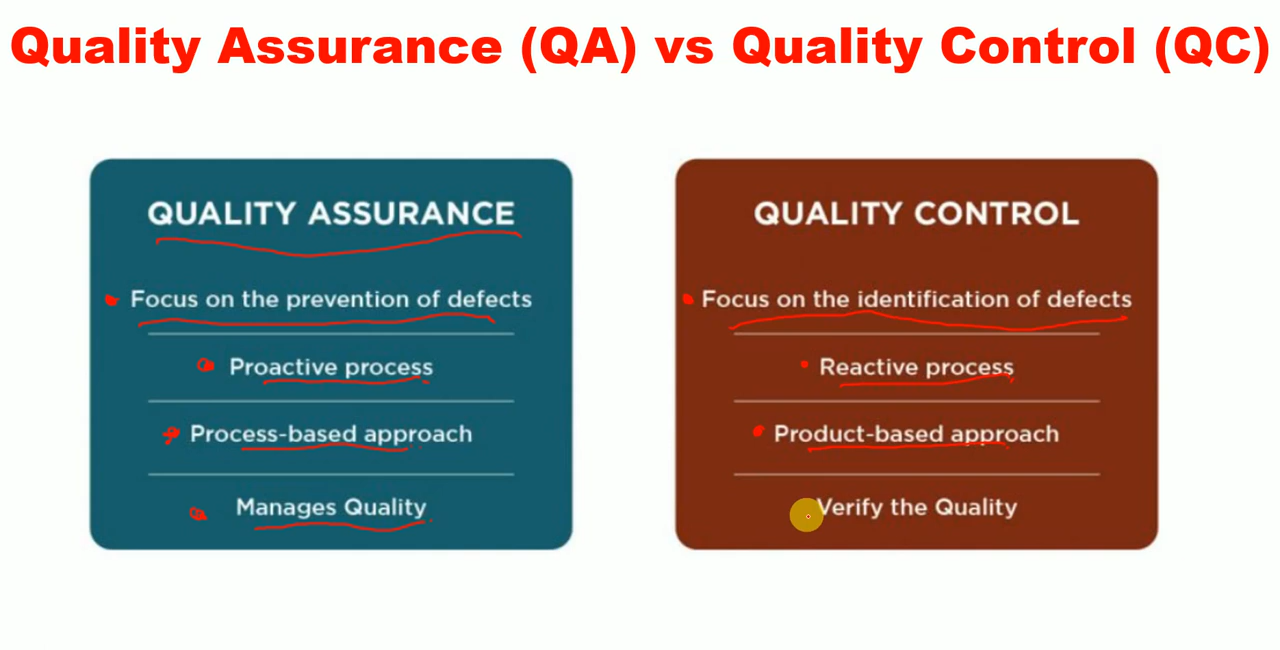 Quality Assurance (QA) vs Quality Control (QC)
QUALITY ASSURANCE
Focus on the prevention of defects
Proactive process
Process-based approach
Manages Quality
QUALITY CONTROL
Focus on the identification of defects
Reactive process
Product-based approach
Verify the Quality